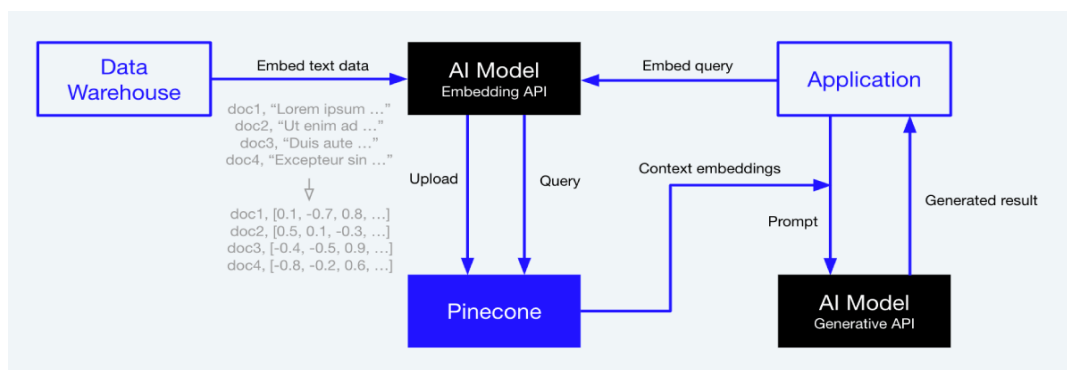 Data
Warehouse
Embed text data
AI Model
Embedding API
Embed query
Application
doc1, “Lorem ipsum …”
doc2, “Ut enim ad …”
doc3, “Duis aute …”
doc4, “Excepteur sin …”
doc1, [0.1, -0.7, 0.8, …]
doc2, [0.5, 0.1, -0.3, …]
doc3, [-0.4, -0.5, 0.9, …]
doc4, [-0.8, -0.2, 0.6, …]
Upload
Query
Context embeddings
Prompt
Generated result
Pinecone
AI Model
Generative API